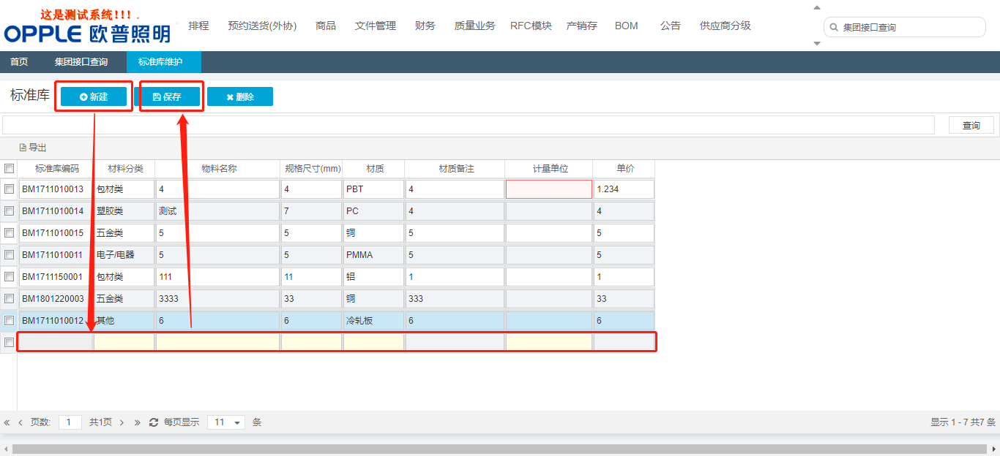 这是测试系统!!!
OPPLE 欧普照明
排程 预约送货(外协) 商品 文件管理 财务 质量业务 RFC模块 产销存 BOM 公告 供应商分级
集团接口查询
首页 集团接口查询 标准库维护
标准库 新建 保存 删除
查询
导出
标准库编码 材料分类 物料名称 规格尺寸(mm) 材质 材质备注 计量单位 单价
BM1711010013 包材类 4 4 PBT 4 1.234
BM1711010014 塑胶类 测试 7 PC 4 4
BM1711010015 五金类 5 5 铜 5 5
BM1711010011 电子/电器 5 5 PMMA 5 5
BM1711150001 包材类 111 11 铝 1 1
BM1801220003 五金类 3333 33 铜 333 33
BM1711010012 其他 6 6 冷轧板 6 6
页数: 1 共1页 每页显示 11 条 显示 1 - 7 共7 条